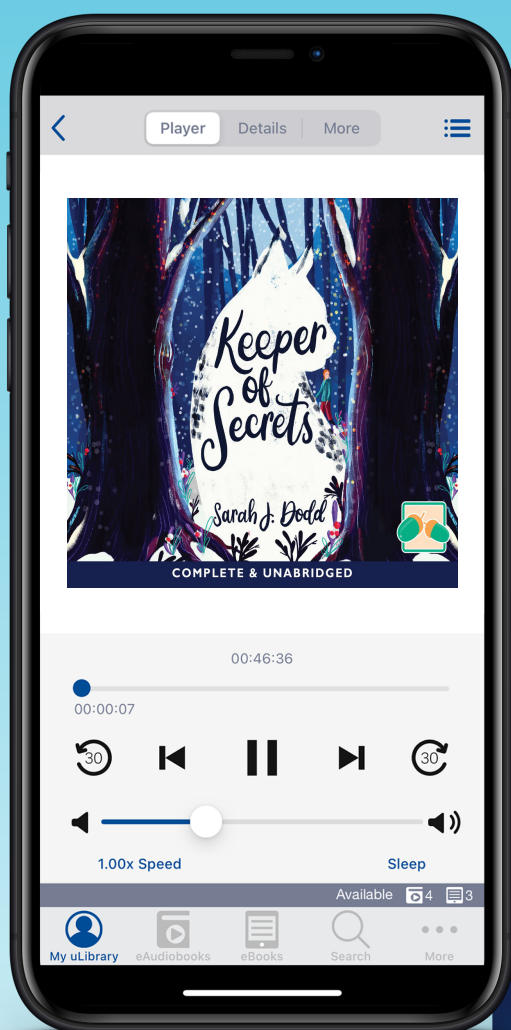 Player Details More
Keeper
of
Secrets
Sarah J. Dodd
COMPLETE & UNABRIDGED
00:46:36
00:00:07
30 30
1.00x Speed Sleep
Available 4 3
My uLibrary eAudiobooks eBooks Search More